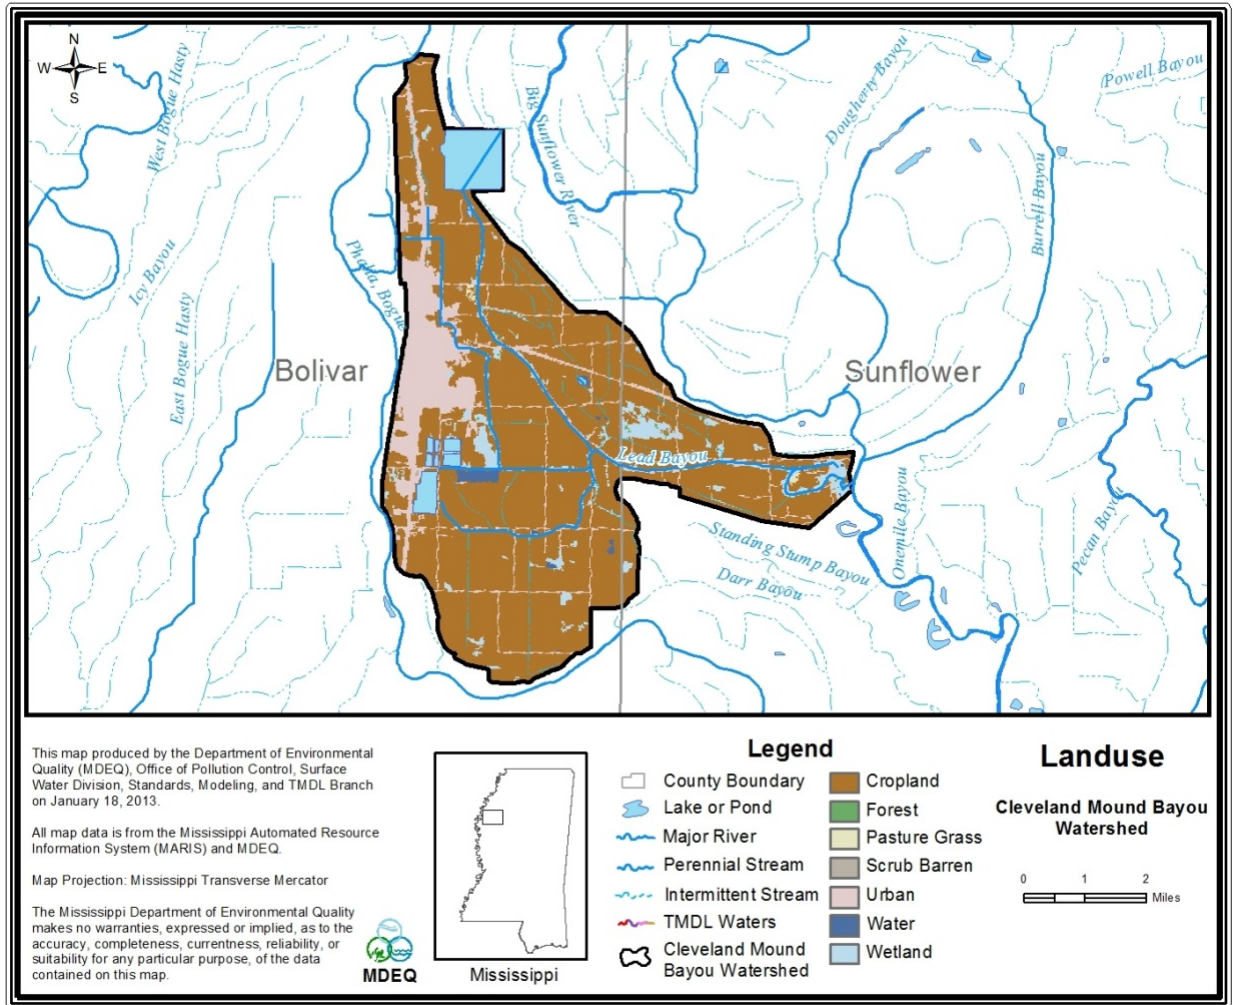 N
W E
S
West Bogue Hasty
Big Sunflower River
Dougherty Bayou
Powell Bayou
Burrell Bayou
Icy Bayou
Phalia, Bogue
East Bogue Hasty
Bolivar
Sunflower
Lead Bayou
Onemile Bayou
Pecan Bayou
Standing Stump Bayou
Darr Bayou
This map produced by the Department of Environmental
Quality (MDEQ), Office of Pollution Control, Surface
Water Division, Standards, Modeling, and TMDL Branch
on January 18, 2013.
All map data is from the Mississippi Automated Resource
Information System (MARIS) and MDEQ.
Map Projection: Mississippi Transverse Mercator
The Mississippi Department of Environmental Quality
makes no warranties, expressed or implied, as to the
accuracy, completeness, currentness, reliability, or
suitability for any particular purpose, of the data
contained on this map.
MDEQ
Mississippi
Legend
County Boundary
Lake or Pond
Major River
Perennial Stream
Intermittent Stream
TMDL Waters
Cleveland Mound
Bayou Watershed
Cropland
Forest
Pasture Grass
Scrub Barren
Urban
Water
Wetland
Landuse
Cleveland Mound Bayou
Watershed
0 1 2
Miles